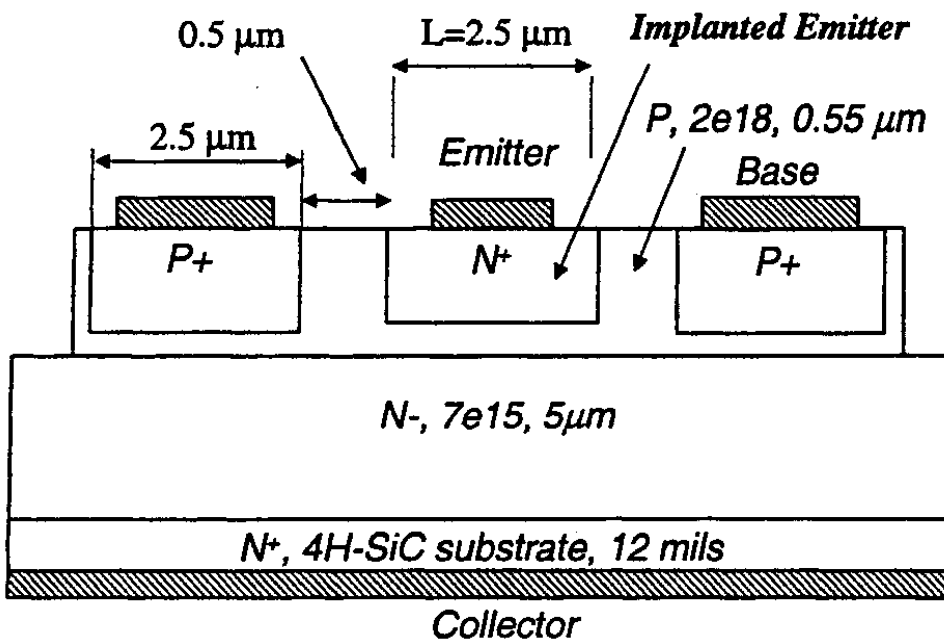 0.5 μm
L=2.5 μm
Implanted Emitter
P, 2e18, 0.55 μm
2.5 μm
Emitter
Base
P+
N+
P+
N-, 7e15, 5μm
N+, 4H-SiC substrate, 12 mils
Collector